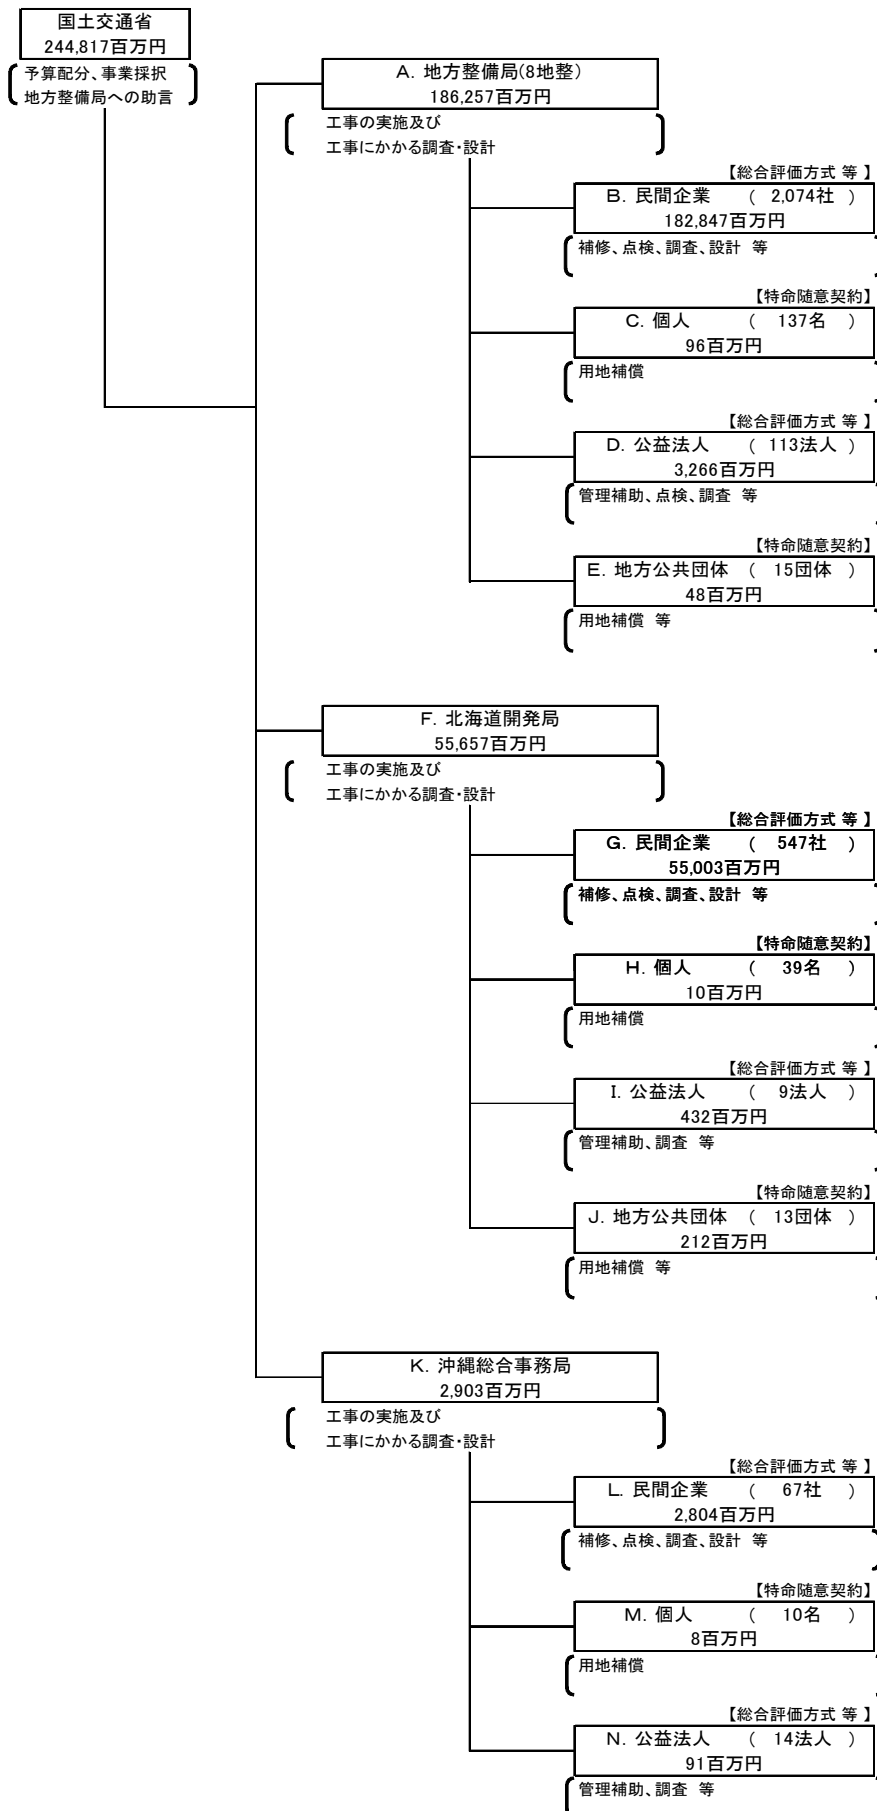 国土交通省
244,817百万円
予算配分、事業採択
地方整備局への助言
A. 地方整備局(8地整)
186,257百万円
工事の実施及び
工事にかかる調査・設計
【総合評価方式 等 】
B. 民間企業 ( 2,074社 )
182,847百万円
補修、点検、調査、設計 等
【特命随意契約】
C. 個人 ( 137名 )
96百万円
用地補償
【総合評価方式 等 】
D. 公益法人 ( 113法人 )
3,266百万円
管理補助、点検、調査 等
【特命随意契約】
E. 地方公共団体 ( 15団体 )
48百万円
用地補償 等
F. 北海道開発局
55,657百万円
工事の実施及び
工事にかかる調査・設計
【総合評価方式 等 】
G. 民間企業 ( 547社 )
55,003百万円
補修、点検、調査、設計 等
【特命随意契約】
H. 個人 ( 39名 )
10百万円
用地補償
【総合評価方式 等 】
I. 公益法人 ( 9法人 )
432百万円
管理補助、調査 等
【特命随意契約】
J. 地方公共団体 ( 13団体 )
212百万円
用地補償 等
K. 沖縄総合事務局
2,903百万円
工事の実施及び
工事にかかる調査・設計
【総合評価方式 等 】
L. 民間企業 ( 67社 )
2,804百万円
補修、点検、調査、設計 等
【特命随意契約】
M. 個人 ( 10名 )
8百万円
用地補償
【総合評価方式 等 】
N. 公益法人 ( 14法人 )
91百万円
管理補助、調査 等